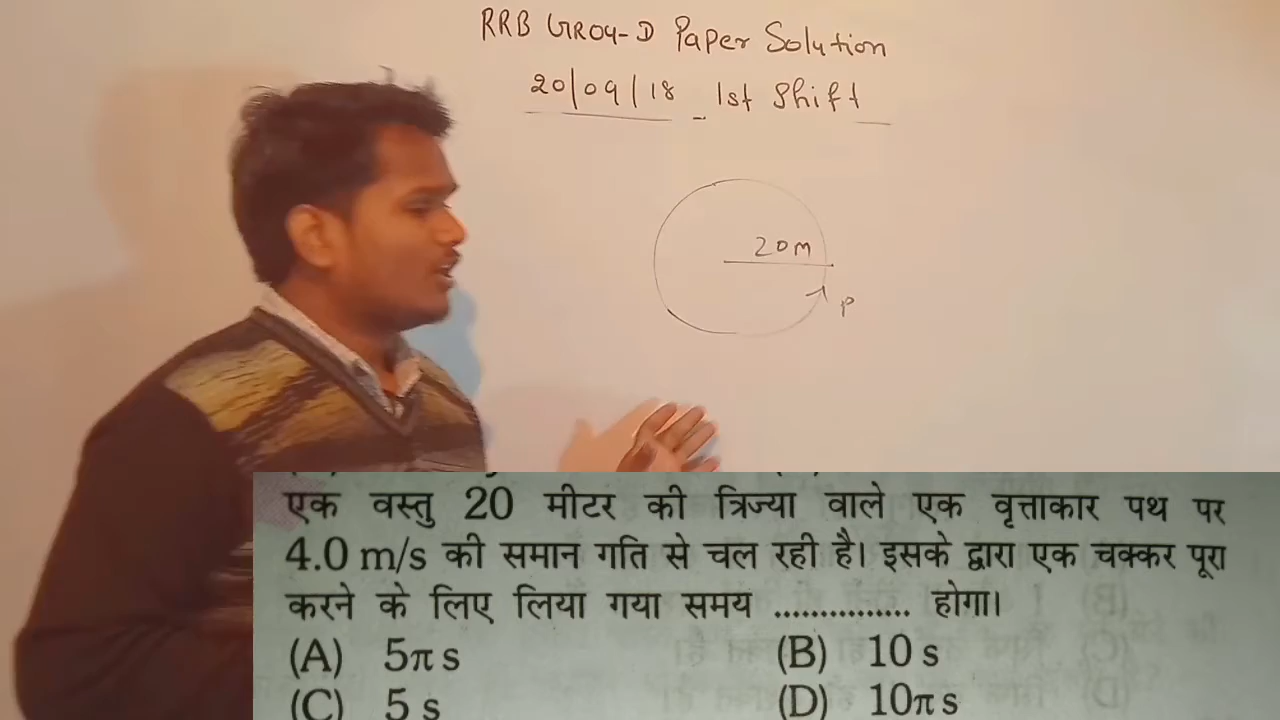 RRB GROU-D Paper Solution
20/09/18 1st Shift
20m
P
एक वस्तु 20 मीटर की त्रिज्या वाले एक वृत्ताकार पथ पर
4.0 m/s की समान गति से चल रही है। इसके द्वारा एक चक्कर पूरा
करने के लिए लिया गया समय ............... होगा।
(A) 5π s (B) 10 s
(C) 5 s (D) 10π s